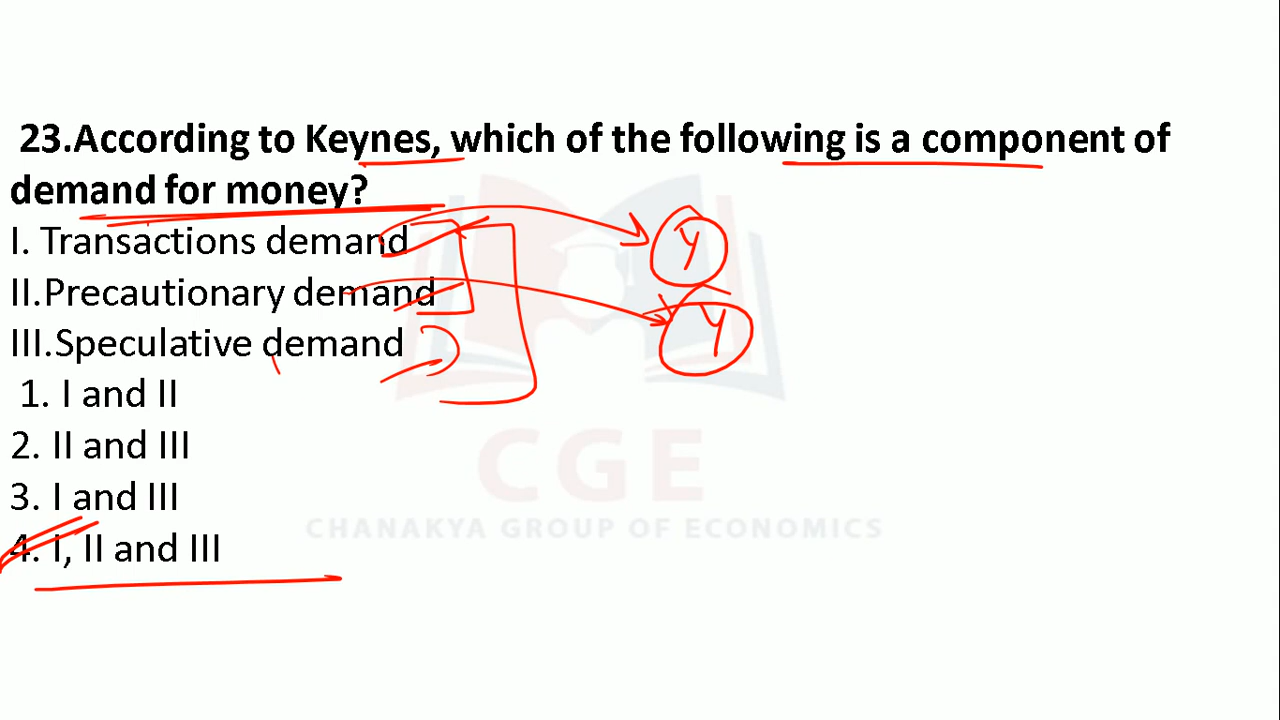 23.According to Keynes, which of the following is a component of
demand for money?
I. Transactions demand
II.Precautionary demand
III.Speculative demand
1. I and II
2. II and III
3. I and III
4. I, II and III
Y
Y
CGE
CHANAKYA GROUP OF ECONOMICS